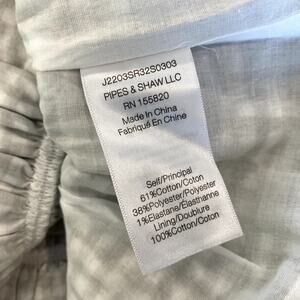 J2203SR32S0303
PIPES & SHAW LLC
RN 155820
Made In China
Fabriqué En Chine
Self/Principal
61%Cotton/Coton
38%Polyester/Polyester
1%Elastane/Élasthanne
Lining/Doublure
100%Cotton/Coton